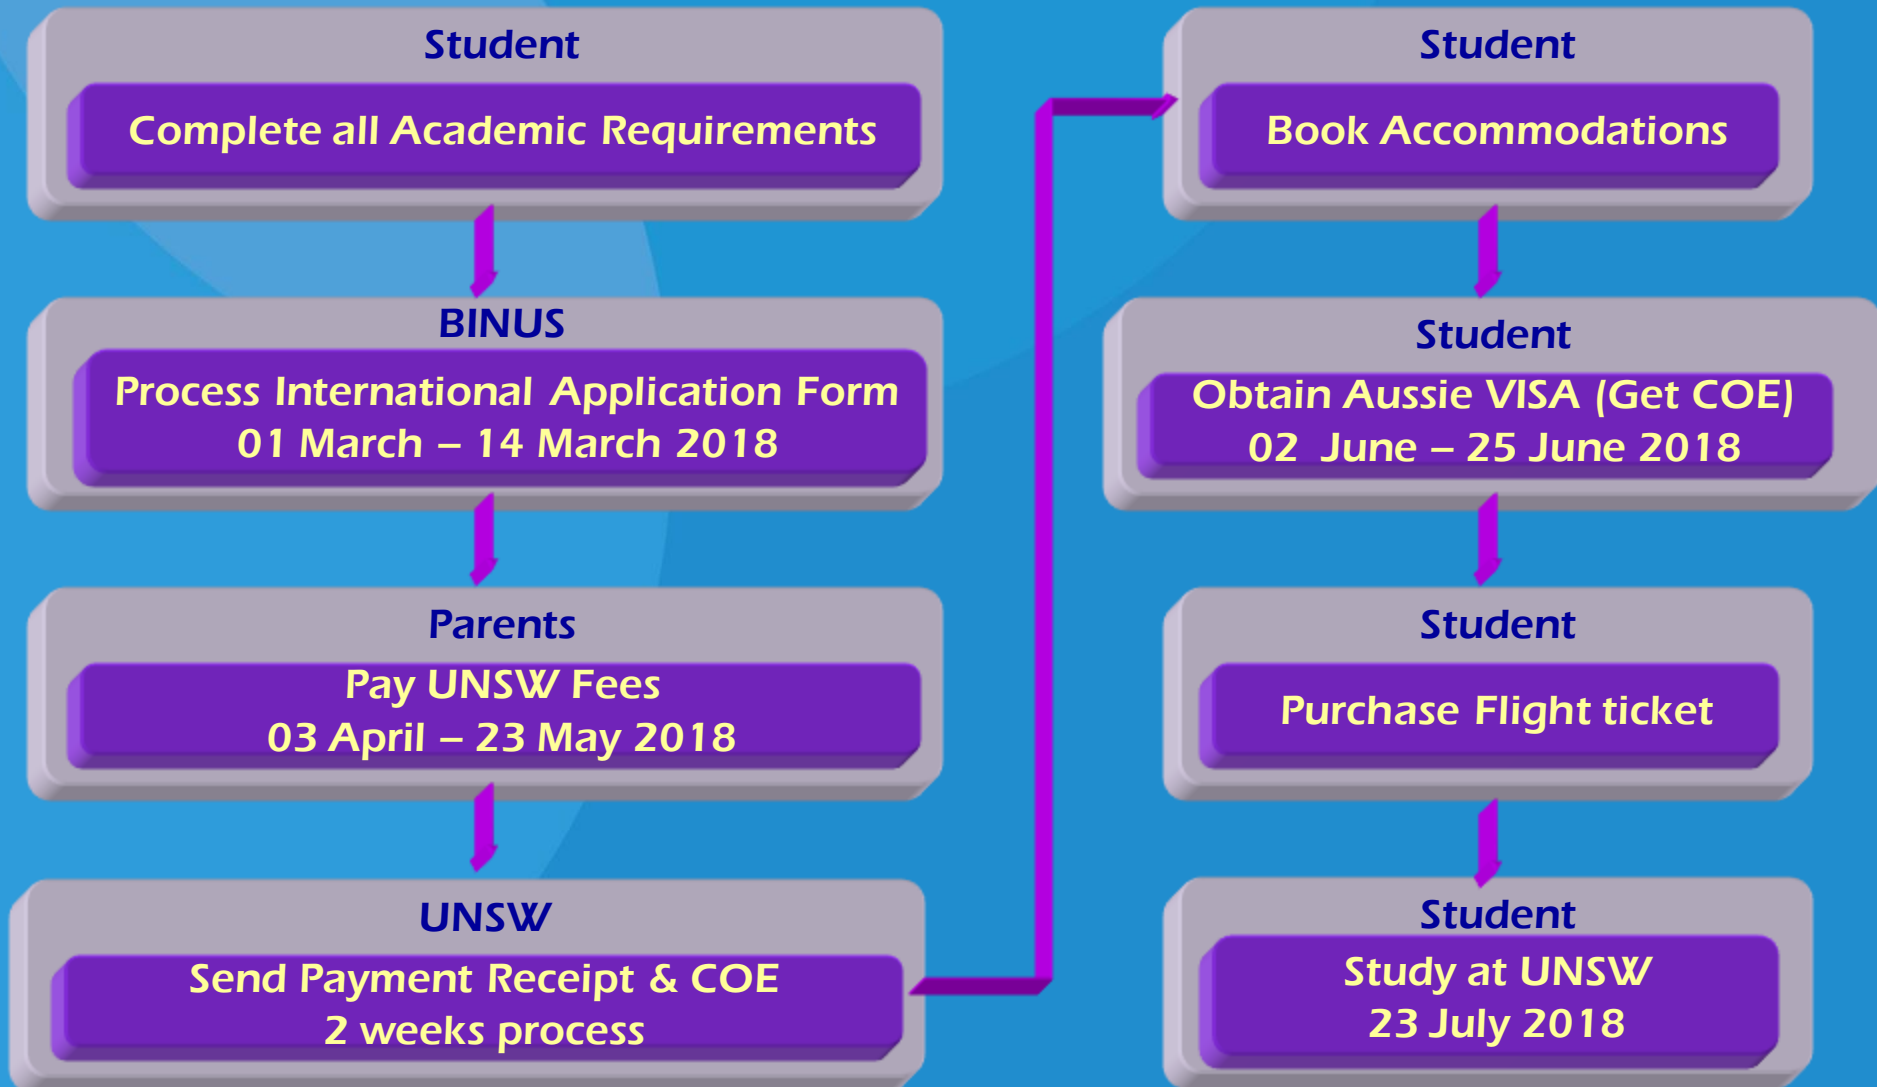 Student
Complete all Academic Requirements
BINUS
Process International Application Form
01 March – 14 March 2018
Parents
Pay UNSW Fees
03 April – 23 May 2018
UNSW
Send Payment Receipt & COE
2 weeks process
Student
Book Accommodations
Student
Obtain Aussie VISA (Get COE)
02 June – 25 June 2018
Student
Purchase Flight ticket
Student
Study at UNSW
23 July 2018